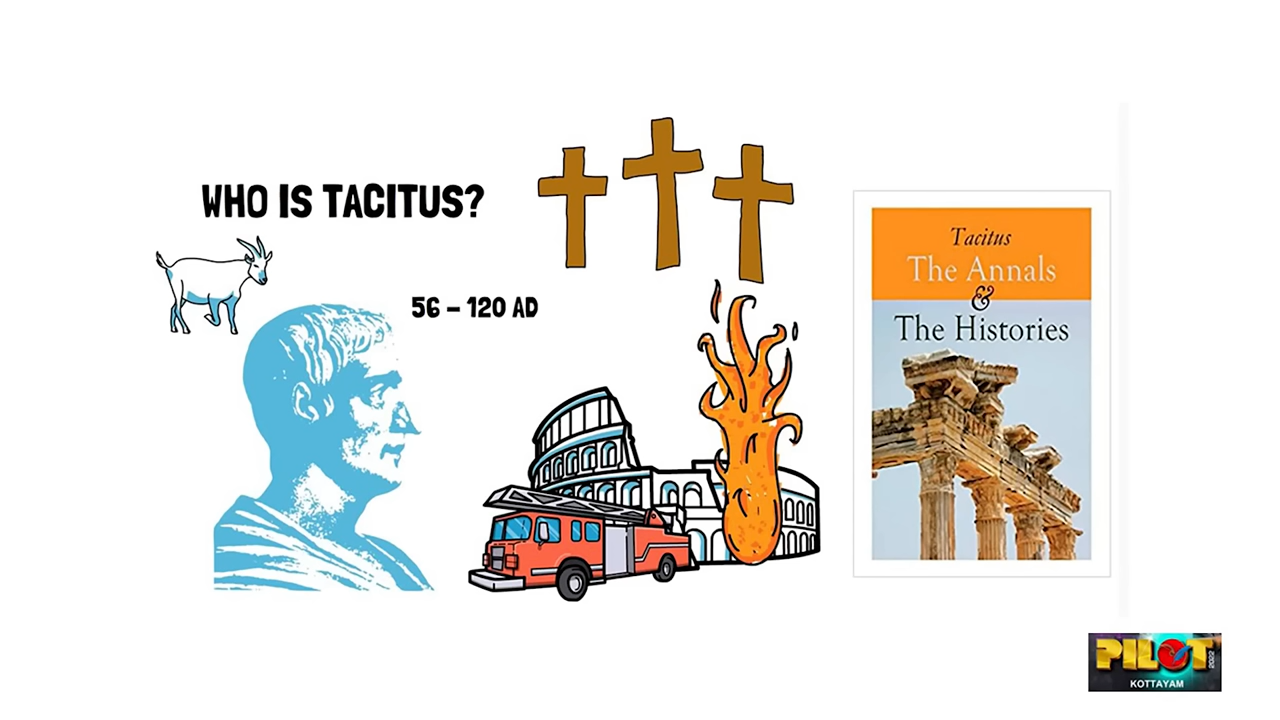 WHO IS TACITUS?
56 – 120 AD
Tacitus
The Annals
&
The Histories
PILOT
2022
KOTTAYAM